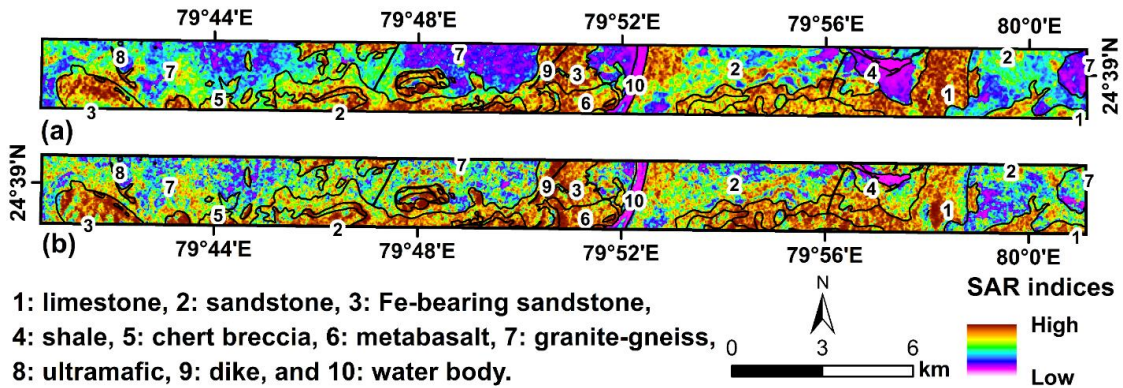 79°44'E 79°48'E 79°52'E 79°56'E 80°0'E
8 7 3 5 2 7 9 3 6 10 2 4 1 2 7 1
24°39'N
(a)
24°39'N
8 7 3 5 2 7 9 3 6 10 2 4 1 2 7 1
(b)
79°44'E 79°48'E 79°52'E 79°56'E 80°0'E
1: limestone, 2: sandstone, 3: Fe-bearing sandstone,
4: shale, 5: chert breccia, 6: metabasalt, 7: granite-gneiss,
8: ultramafic, 9: dike, and 10: water body.
N
0 3 6
km
SAR indices
High
Low